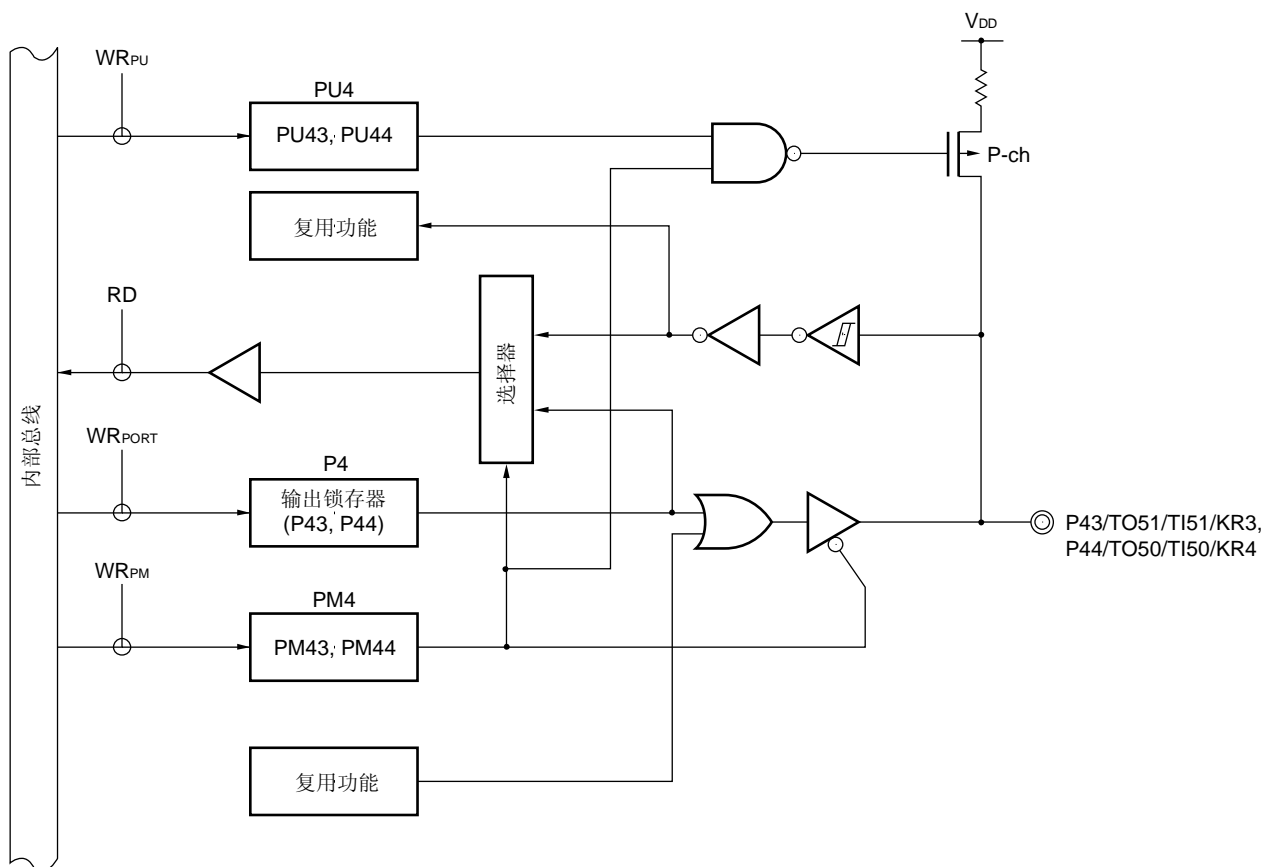 VDD
WRPU
PU4
PU43, PU44
P-ch
复用功能
RD
选择器
内部总线
WRPORT
P4
输出锁存器
(P43, P44)
P43/TO51/TI51/KR3,
P44/TO50/TI50/KR4
WRPM
PM4
PM43, PM44
复用功能